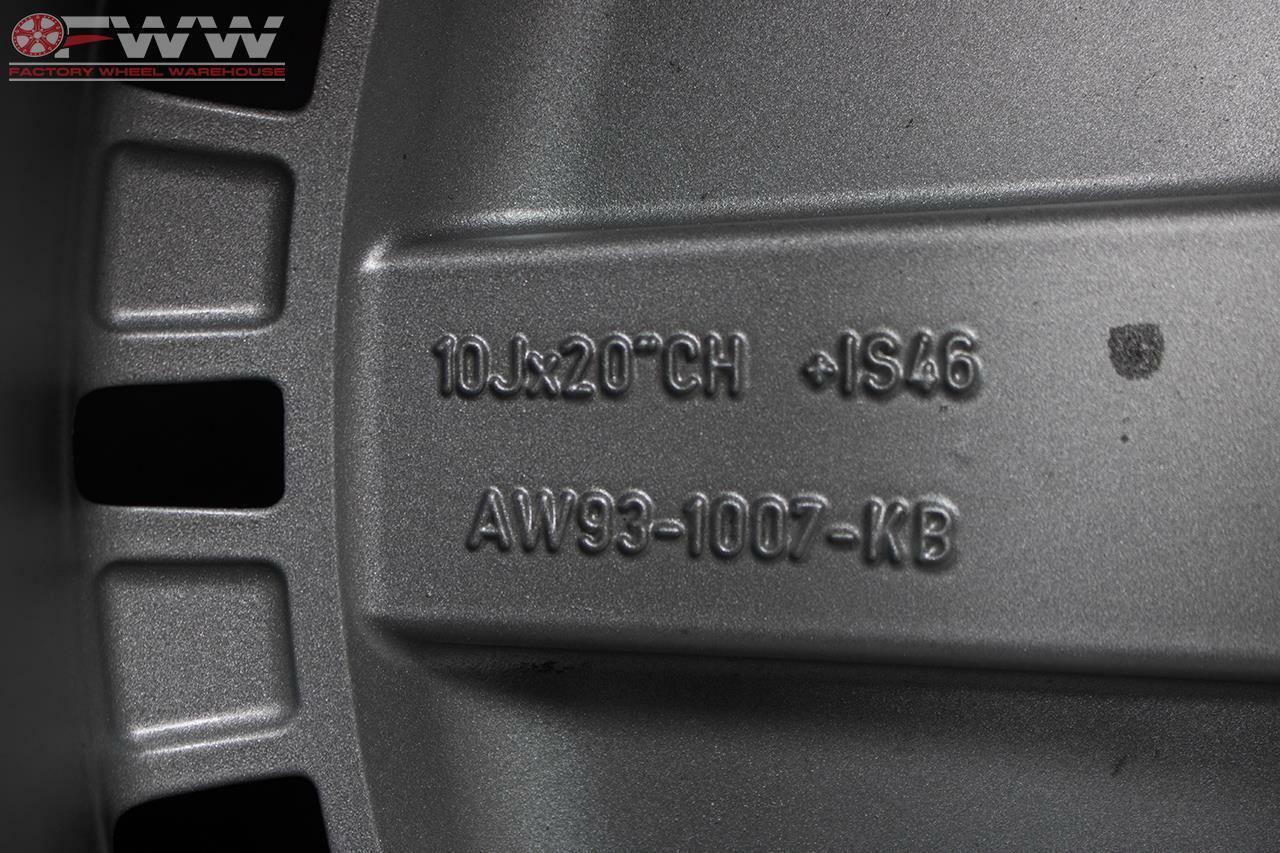 FWW
FACTORY WHEEL WAREHOUSE
10Jx20"CH +IS46
AW93-1007-KB